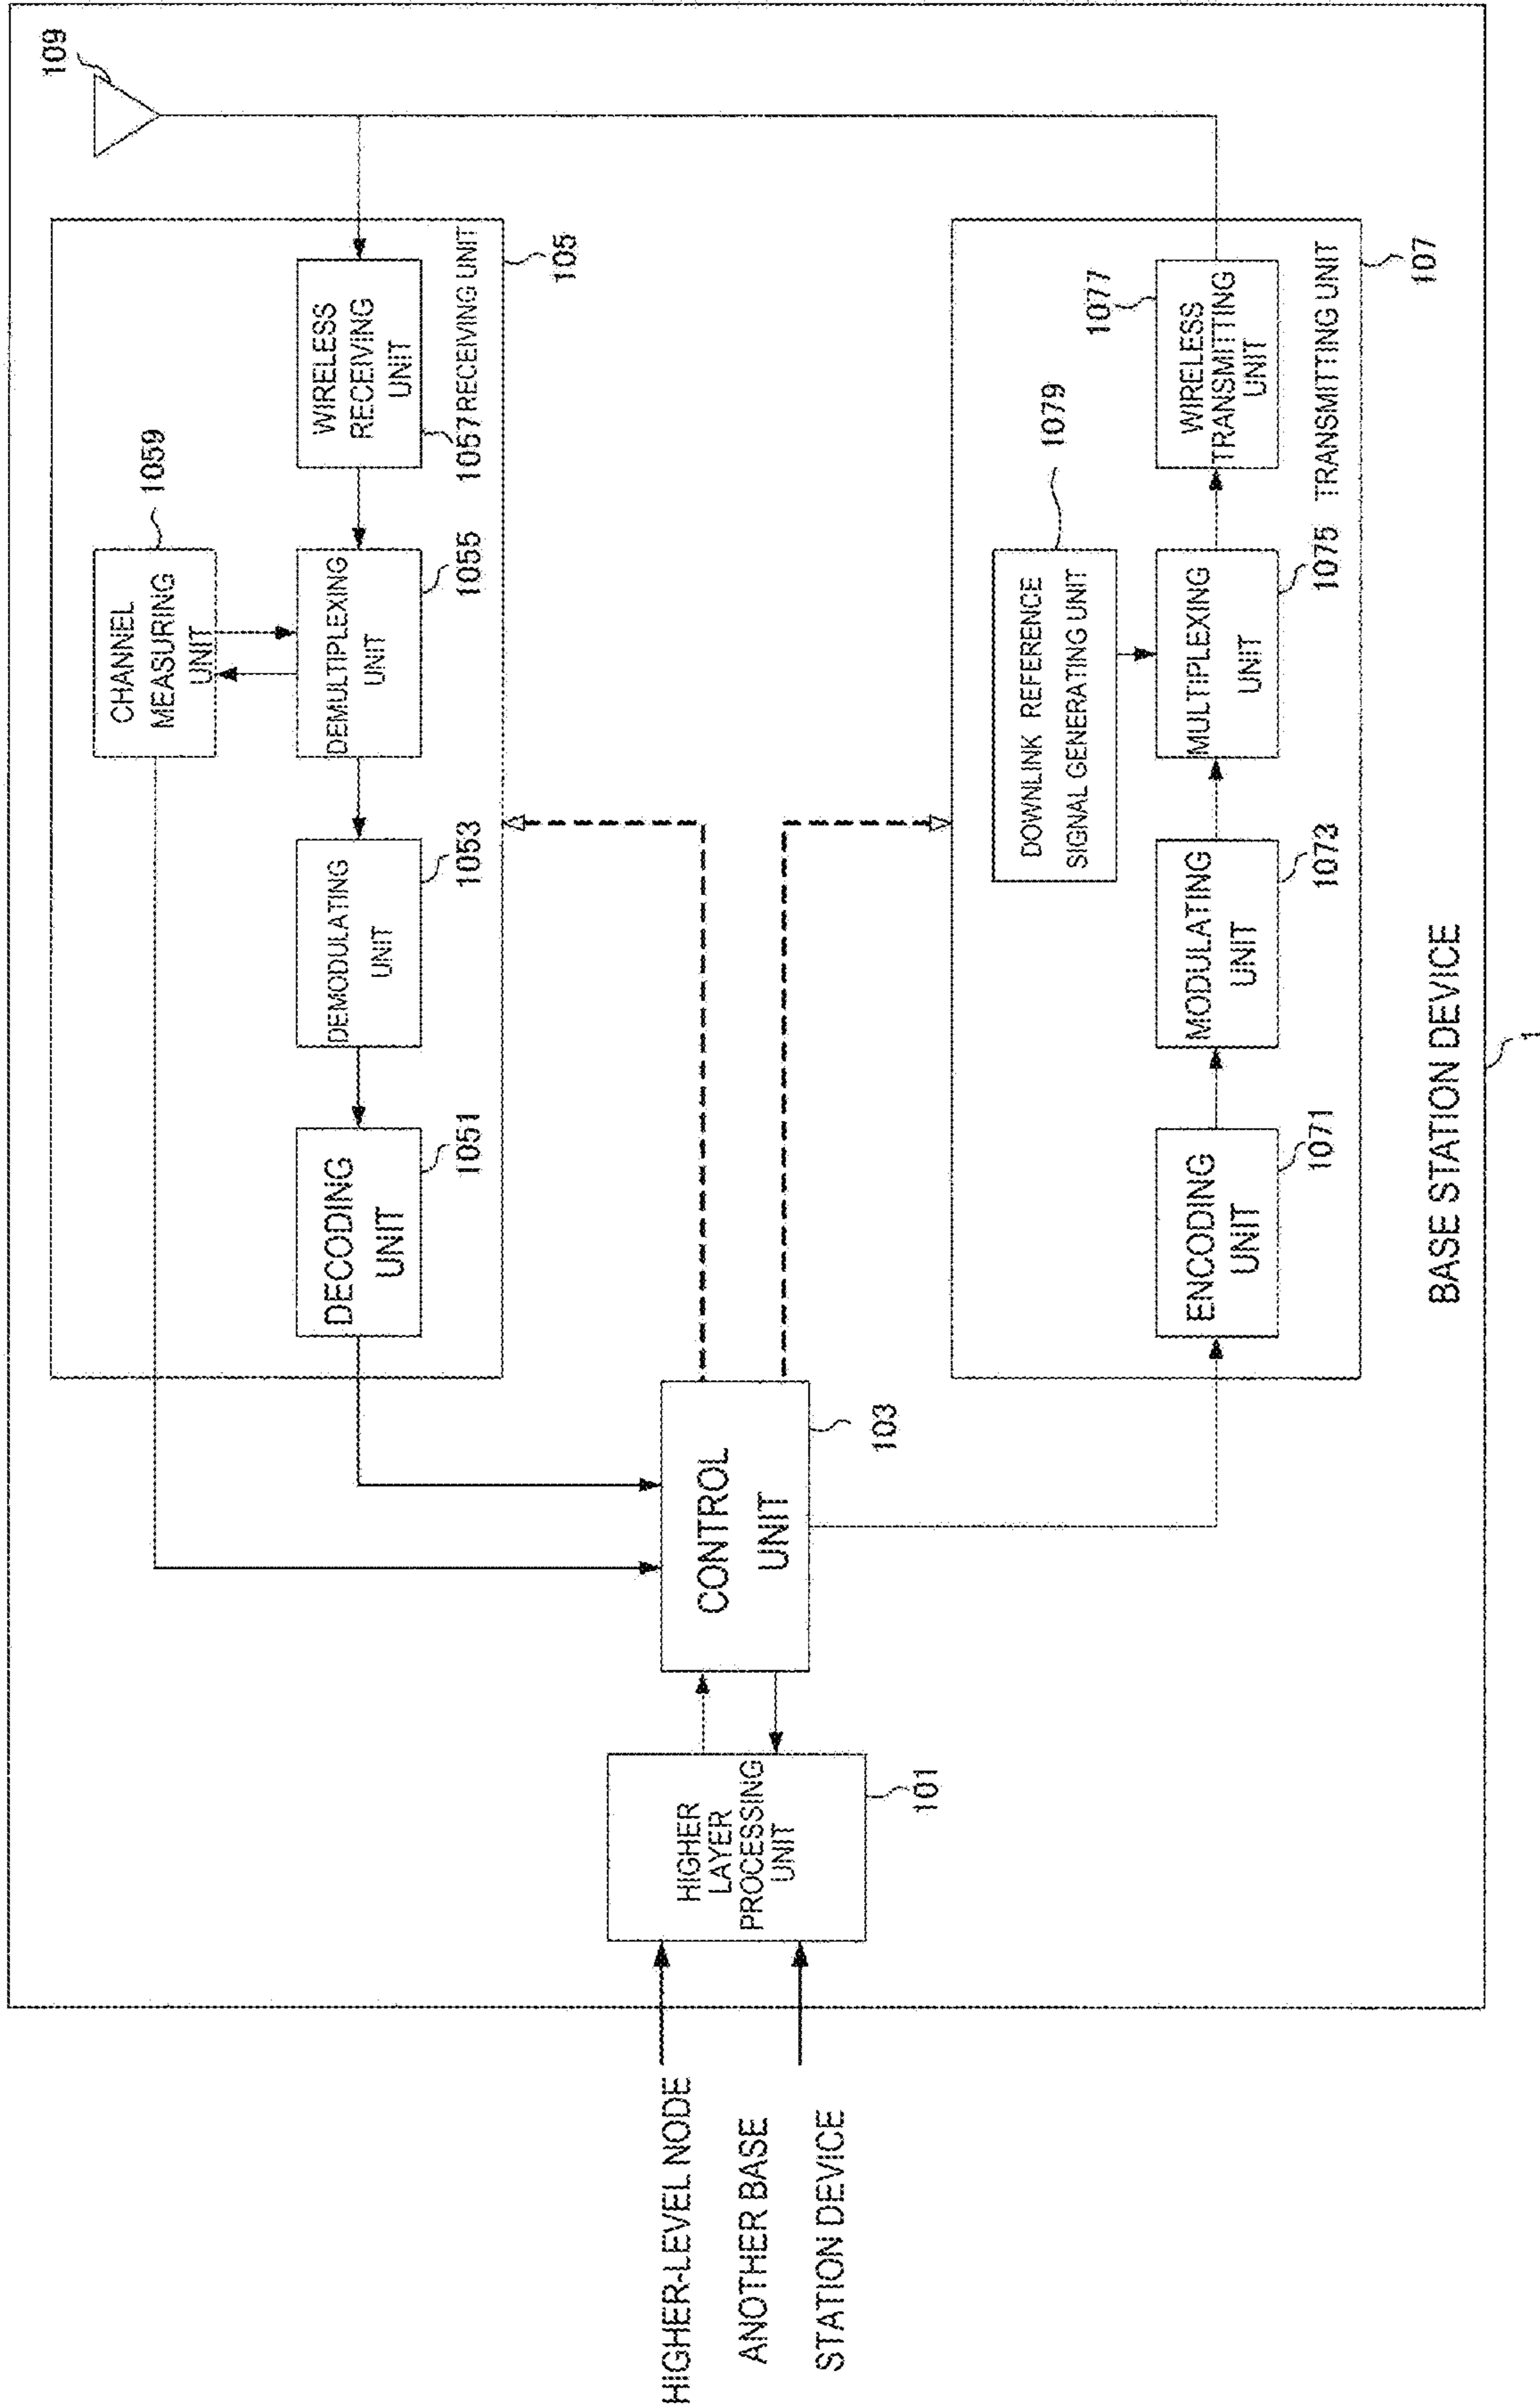 109
CHANNEL
MEASURING
UNIT
1059
DECODING
UNIT
1051
DEMODULATING
UNIT
1053
DEMULTIPLEXING
UNIT
1055
WIRELESS
RECEIVING
UNIT
1057
RECEIVING UNIT
105
HIGHER-LEVEL NODE
ANOTHER BASE
STATION DEVICE
HIGHER
LAYER
PROCESSING
UNIT
101
CONTROL
UNIT
103
DOWNLINK REFERENCE
SIGNAL GENERATING UNIT
1079
ENCODING
UNIT
1071
MODULATING
UNIT
1073
MULTIPLEXING
UNIT
1075
WIRELESS
TRANSMITTING
UNIT
1077
TRANSMITTING UNIT
107
BASE STATION DEVICE
1